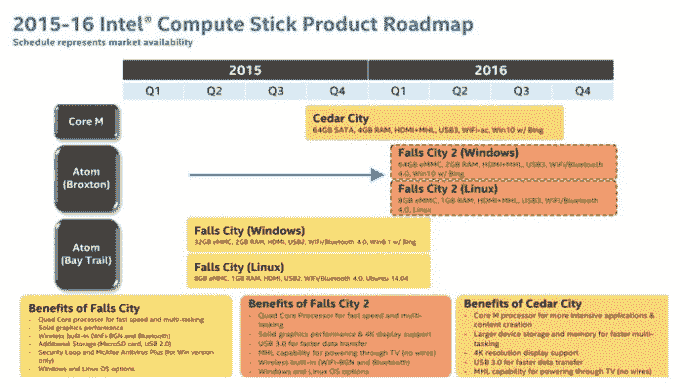 2015-16 Intel® Compute Stick Product Roadmap
Schedule represents market availability
2015 2016
Q1 Q2 Q3 Q4 Q1 Q2 Q3 Q4
Core M
Cedar City
64GB SATA, 4GB RAM, HDMI+MHL, USB3, WiFi-ac, Win10 w/ Bing
Atom
(Broxton)
Falls City 2 (Windows)
64GB eMMC, 2GB RAM, HDMI+MHL, USB3, WiFi/Bluetooth
4.0, Win10 w/ Bing
Falls City 2 (Linux)
8GB eMMC, 1GB RAM, HDMI+MHL, USB3, WiFi/Bluetooth
4.0, Linux
Atom
(Bay Trail)
Falls City (Windows)
32GB eMMC, 2GB RAM, HDMI, USB2, WiFi/Bluetooth 4.0, Win8.1 w/ Bing
Falls City (Linux)
8GB eMMC, 1GB RAM, HDMI, USB2, WiFi/Bluetooth 4.0, Ubuntu 14.04
Benefits of Falls City
- Quad Core processor for fast speed and multi-tasking
- Solid graphics performance
- Wireless built-in (WiFi-BGN and Bluetooth)
- Additional Storage (MicroSD card, USB 2.0)
- Security Loop and McAfee Antivirus Plus (for Win version
only)
- Windows and Linux OS options
Benefits of Falls City 2
- Quad Core Processor for fast speed and multi-
tasking
- Solid graphics performance & 4K display support
- USB 3.0 for faster data transfer
- MHL capability for powering through TV (no wires)
- Wireless built-in (WiFi-BGN and Bluetooth)
- Windows and Linux OS options
Benefits of Cedar City
- Core M processor for more intensive applications &
content creation
- Larger device storage and memory for faster multi-
tasking
- 4K resolution display support
- USB 3.0 for faster data transfer
- MHL capability for powering through TV (no wires)